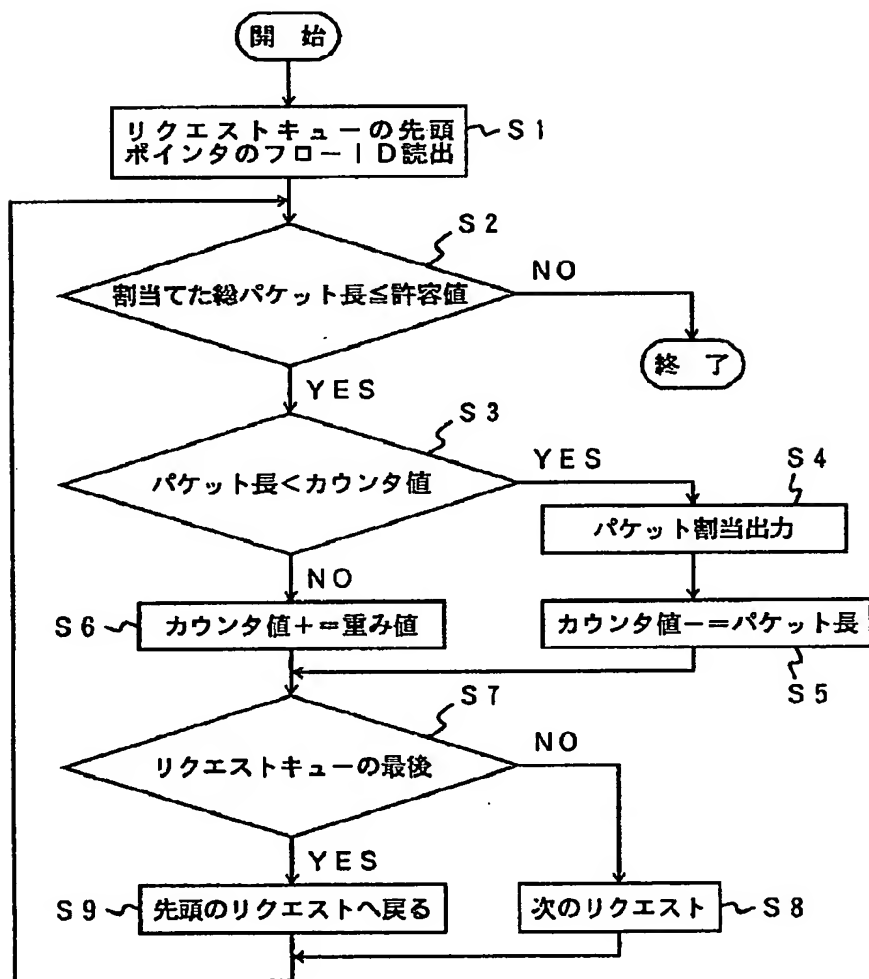 開 始
リクエストキューの先頭
ポインタのフローID読出
S1
S2
割当てた総パケット長≦許容値
NO
終 了
YES
S3
パケット長<カウンタ値
YES
S4
パケット割当出力
NO
S6
カウンタ値+=重み値
カウンタ値-=パケット長
S5
S7
リクエストキューの最後
NO
YES
S9
先頭のリクエストへ戻る
次のリクエスト
S8